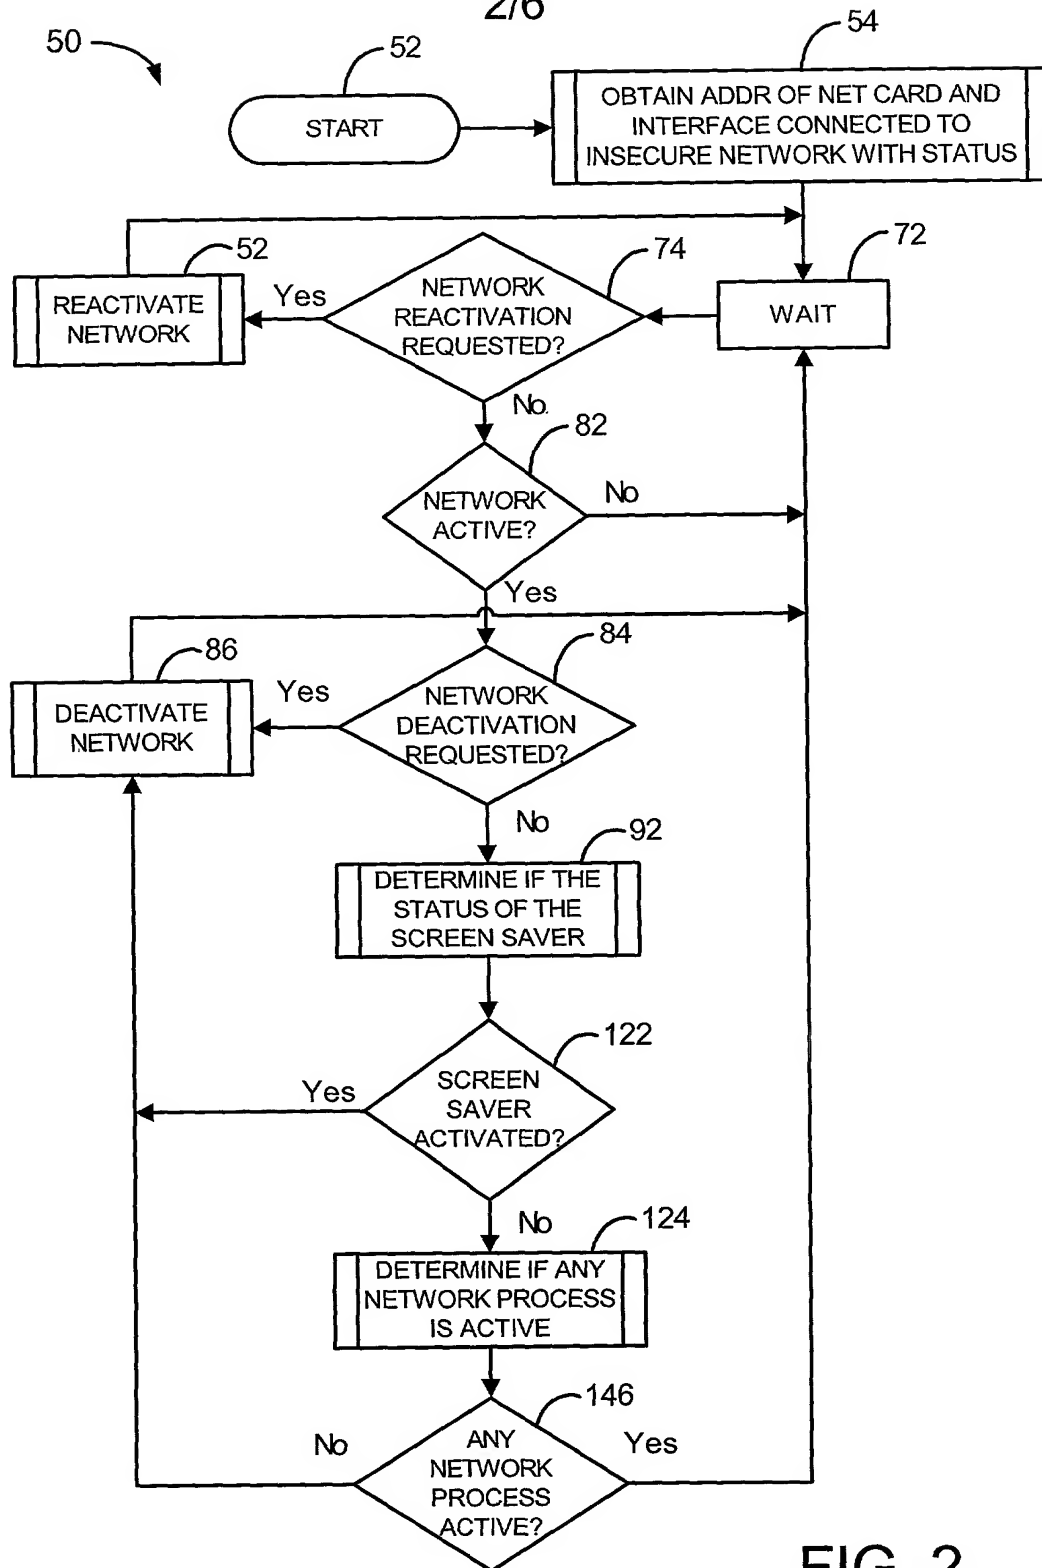 2/6
50
52
54
START
OBTAIN ADDR OF NET CARD AND
INTERFACE CONNECTED TO
INSECURE NETWORK WITH STATUS
52
74
72
REACTIVATE
NETWORK
Yes
NETWORK
REACTIVATION
REQUESTED?
WAIT
No
82
NETWORK
ACTIVE?
No
Yes
86
84
DEACTIVATE
NETWORK
Yes
NETWORK
DEACTIVATION
REQUESTED?
No
92
DETERMINE IF THE
STATUS OF THE
SCREEN SAVER
122
Yes
SCREEN
SAVER
ACTIVATED?
No
124
DETERMINE IF ANY
NETWORK PROCESS
IS ACTIVE
146
No
ANY
NETWORK
PROCESS
ACTIVE?
Yes
FIG. 2